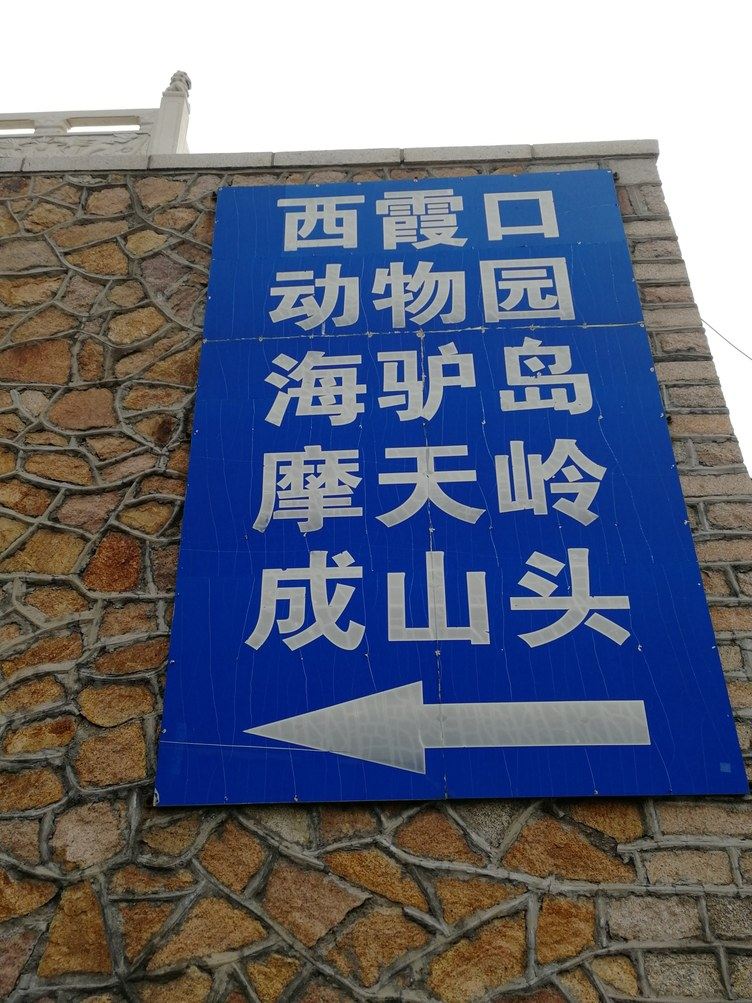 西霞口
动物园
海驴岛
摩天岭
成山头